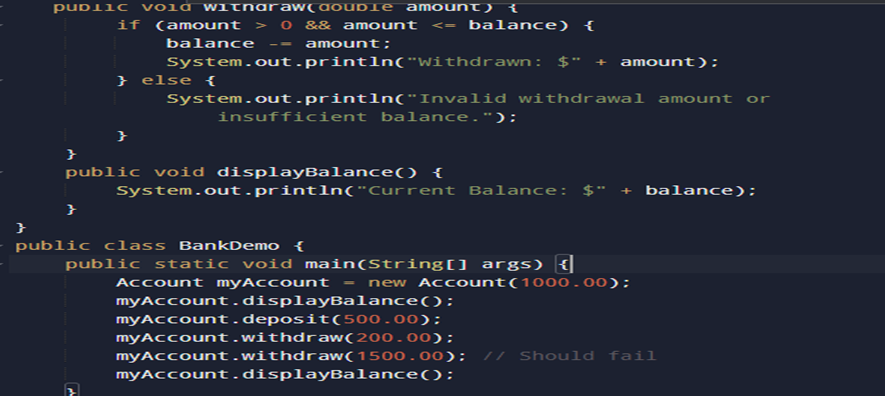 public void withdraw(double amount) {
if (amount > 0 && amount <= balance) {
balance -= amount;
System.out.println("Withdrawn: $" + amount);
} else {
System.out.println("Invalid withdrawal amount or
insufficient balance.");
}
}
public void displayBalance() {
System.out.println("Current Balance: $" + balance);
}
}
public class BankDemo {
public static void main(String[] args) {
Account myAccount = new Account(1000.00);
myAccount.displayBalance();
myAccount.deposit(500.00);
myAccount.withdraw(200.00);
myAccount.withdraw(1500.00); // Should fail
myAccount.displayBalance();
}